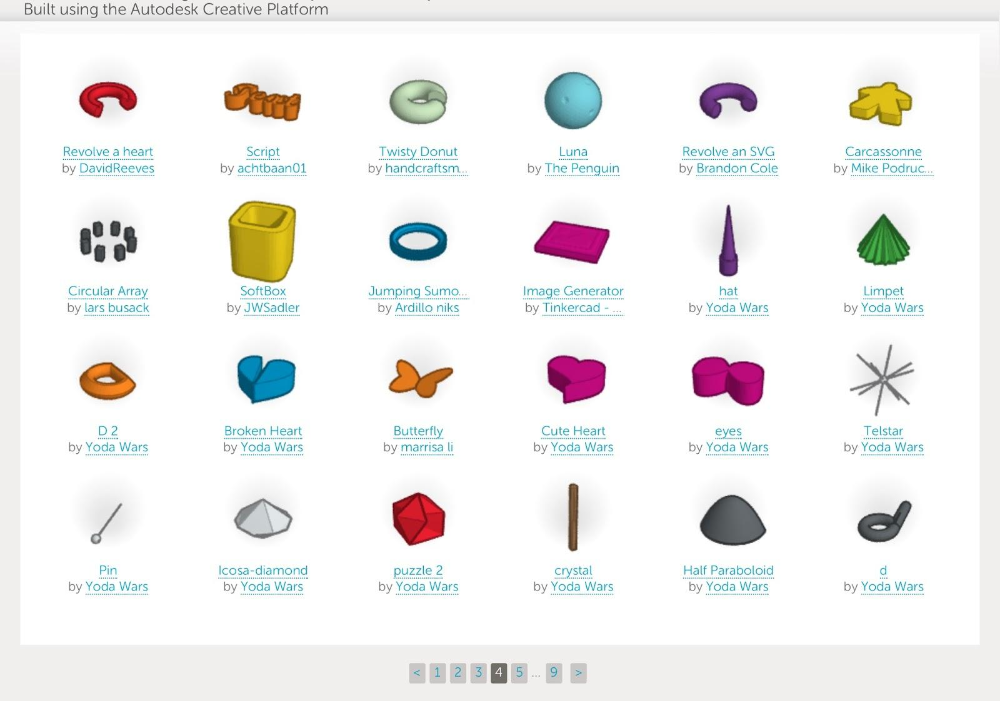 Built using the Autodesk Creative Platform
Revolve a heart
by DavidReeves
Script
by achtbaan01
Twisty Donut
by handcraftsm...
Luna
by The Penguin
Revolve an SVG
by Brandon Cole
Carcassonne
by Mike Podruc...
Circular Array
by lars busack
SoftBox
by JWSadler
Jumping Sumo...
by Ardillo niks
Image Generator
by Tinkercad - ...
hat
by Yoda Wars
Limpet
by Yoda Wars
D 2
by Yoda Wars
Broken Heart
by Yoda Wars
Butterfly
by marrisa li
Cute Heart
by Yoda Wars
eyes
by Yoda Wars
Telstar
by Yoda Wars
Pin
by Yoda Wars
Icosa-diamond
by Yoda Wars
puzzle 2
by Yoda Wars
crystal
by Yoda Wars
Half Paraboloid
by Yoda Wars
d
by Yoda Wars
< 1 2 3 4 5 ... 9 >